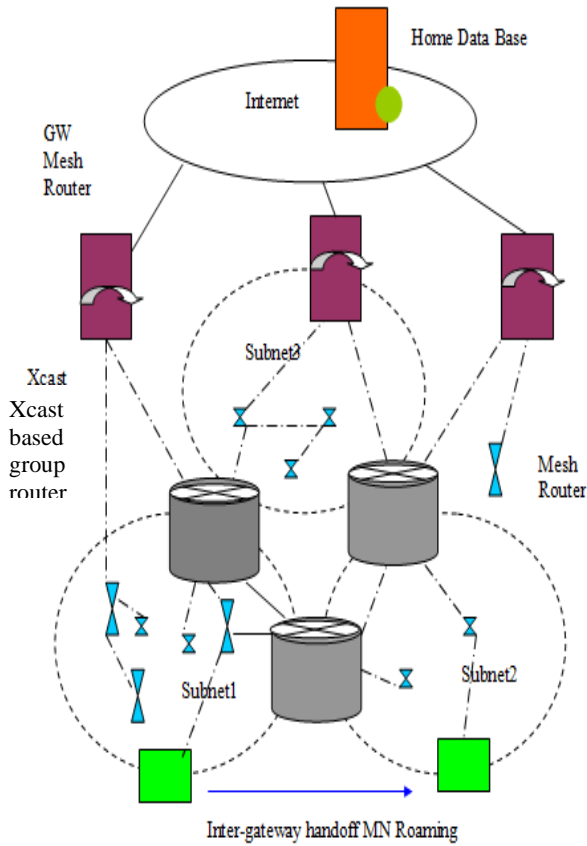 Home Data Base
Internet
GW
Mesh
Router
Subnet3
Xcast
Xcast
based
group
router
Mesh
Router
Subnet1
Subnet2
Inter-gateway handoff MN Roaming